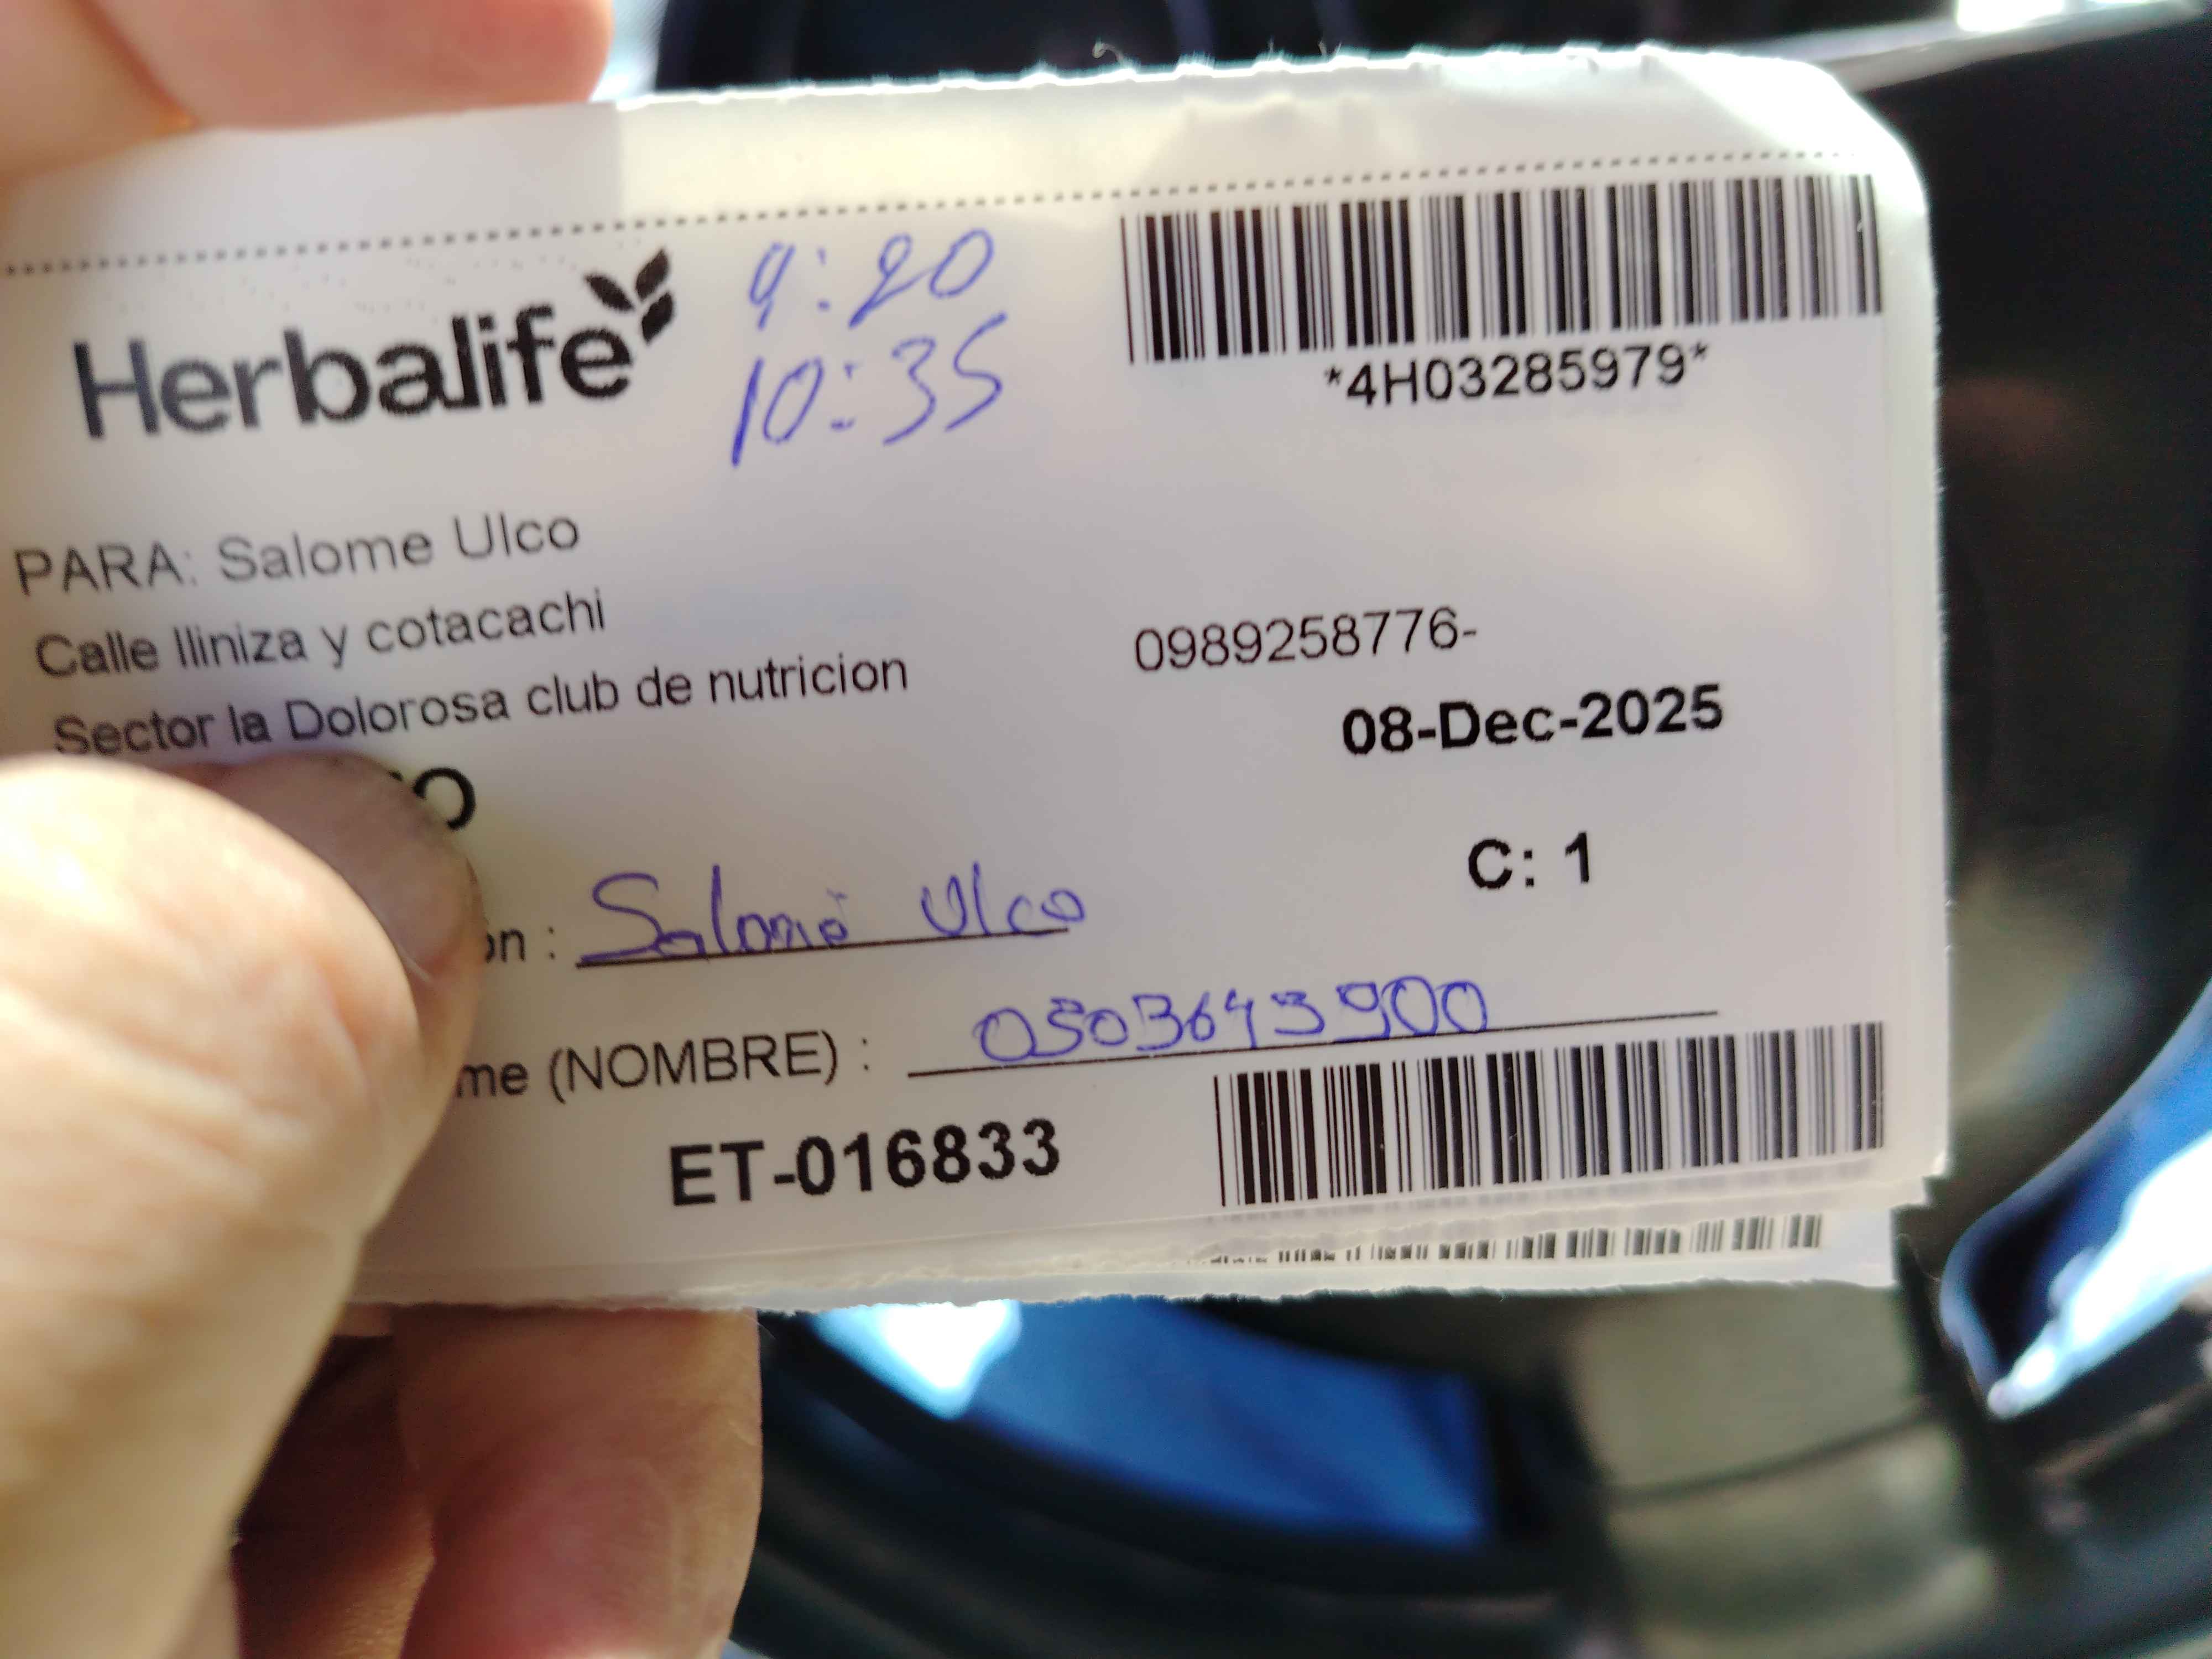 Herbalife
9:20
10:35
*4H03285979*
PARA: Salome Ulco
Calle Iliniza y cotacachi
Sector la Dolorosa club de nutricion
0989258776-
08-Dec-2025
C: 1
on : Salomé Ulco
me (NOMBRE) : 0503643900
ET-016833